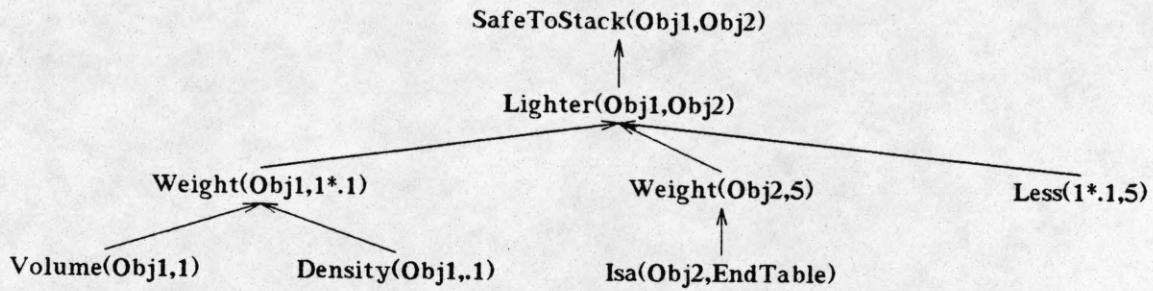 SafeToStack(Obj1,Obj2)
Lighter(Obj1,Obj2)
Weight(Obj1,1*.1)
Weight(Obj2,5)
Less(1*.1,5)
Volume(Obj1,1)
Density(Obj1,.1)
Isa(Obj2,EndTable)